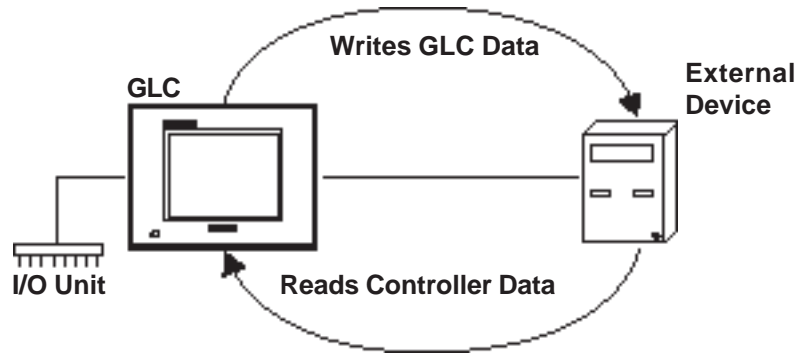 Writes GLC Data
GLC
External
Device
I/O Unit
Reads Controller Data